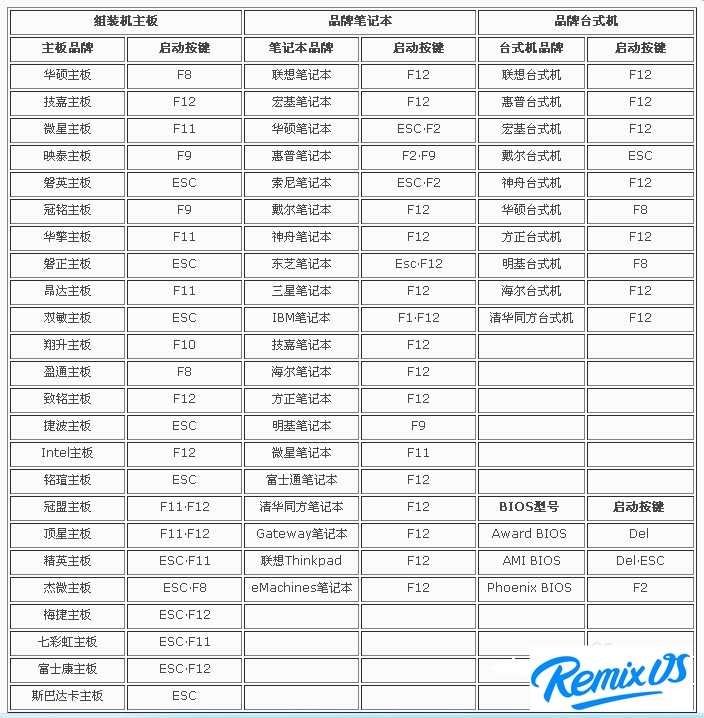 组装机主板 品牌笔记本 品牌台式机
主板品牌 启动按键 笔记本品牌 启动按键 台式机品牌 启动按键
华硕主板 F8 联想笔记本 F12 联想台式机 F12
技嘉主板 F12 宏基笔记本 F12 惠普台式机 F12
微星主板 F11 华硕笔记本 ESC·F2 宏基台式机 F12
映泰主板 F9 惠普笔记本 F2·F9 戴尔台式机 ESC
磐英主板 ESC 索尼笔记本 ESC·F2 神舟台式机 F12
冠铭主板 F9 戴尔笔记本 F12 华硕台式机 F8
华擎主板 F11 神舟笔记本 F12 方正台式机 F12
磐正主板 ESC 东芝笔记本 Esc·F12 明基台式机 F8
昂达主板 F11 三星笔记本 F12 海尔台式机 F12
双敏主板 ESC IBM笔记本 F1·F12 清华同方台式机 F12
翔升主板 F10 技嘉笔记本 F12
盈通主板 F8 海尔笔记本 F12
致铭主板 F12 方正笔记本 F12
捷波主板 ESC 明基笔记本 F9
Intel主板 F12 微星笔记本 F11
铭瑄主板 ESC 富士通笔记本 F12
冠盟主板 F11·F12 清华同方笔记本 F12 BIOS型号 启动按键
顶星主板 F11·F12 Gateway笔记本 F12 Award BIOS Del
精英主板 ESC·F11 联想Thinkpad F12 AMI BIOS Del·ESC
杰微主板 ESC·F8 eMachines笔记本 F12 Phoenix BIOS F2
梅捷主板 ESC·F12
七彩虹主板 ESC·F11
富士康主板 ESC·F12
斯巴达卡主板 ESC
Remix OS